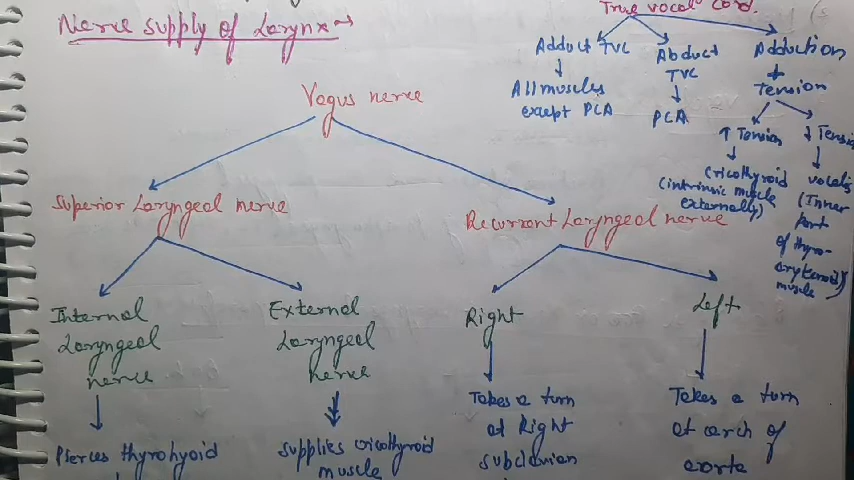 Nerve supply of Larynx →
True vocal cord.
Adduct TVC
All muscles
except PCA
Abduct
TVC
PCA
Adduction
+
Tension
↑ Tension
Cricothyroid
(intrinsic muscle
externally)
↓ Tension
vocalis
(Inner
part
of thyro-
arytenoid)
muscle
Vagus nerve
Superior Laryngeal nerve
Recurrent Laryngeal nerve
Internal
Laryngeal
nerve
Pierces thyrohyoid
External
Laryngeal
nerve
supplies cricothyroid
muscle
Right
Takes a turn
at Right
subclavian
Left
Takes a turn
at arch of
aorta